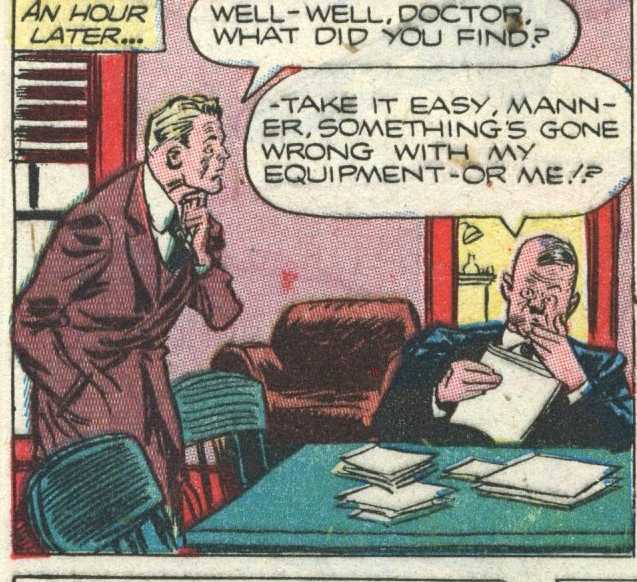 AN HOUR
LATER...
WELL-WELL, DOCTOR,
WHAT DID YOU FIND?
-TAKE IT EASY, MANN-
ER, SOMETHING'S GONE
WRONG WITH MY
EQUIPMENT-OR ME!?